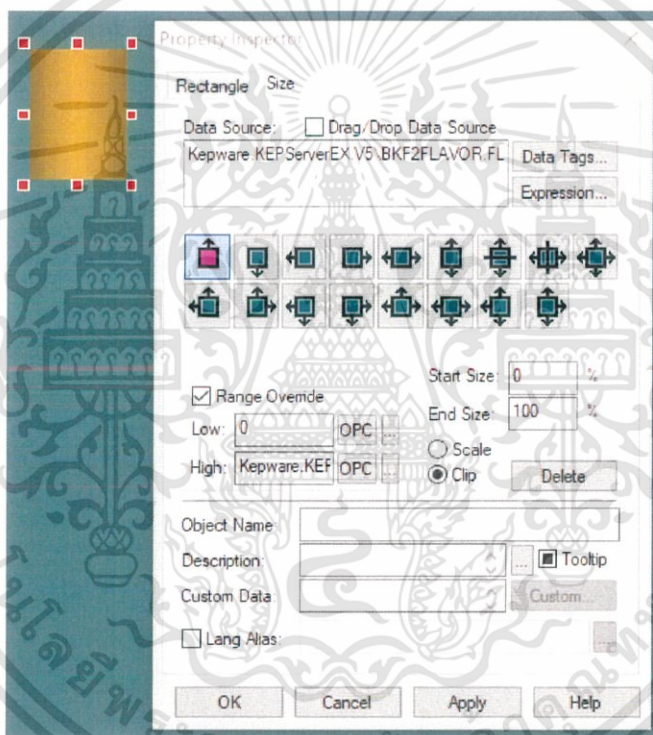 Property Inspector
Rectangle Size
Data Source: Drag/Drop Data Source
Kepware.KEPServerEX.V5\BKF2FLAVOR.FL
Data Tags...
Expression...
Range Override
Start Size: 0 %
Low: 0 OPC ...
End Size: 100 %
High: Kepware.KEF OPC ...
Scale
Clip
Delete
Object Name
Description: ... Tooltip
Custom Data: Custom...
Lang Alias: ...
OK Cancel Apply Help